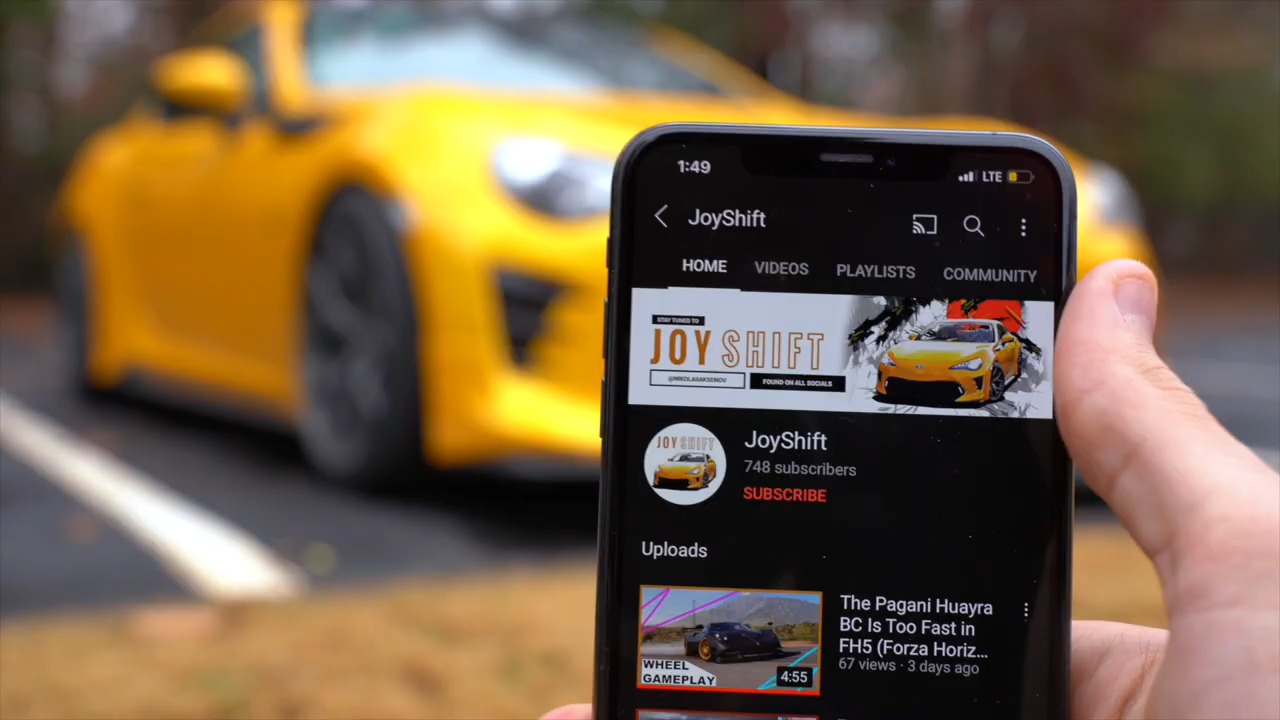 1:49
LTE
JoyShift
HOME VIDEOS PLAYLISTS COMMUNITY
STAY TUNED TO
JOY SHIFT
@NIKOLAIAKSENOV
FOUND ON ALL SOCIALS
JOY SHIFT
JoyShift
748 subscribers
SUBSCRIBE
Uploads
WHEEL
GAMEPLAY
4:55
The Pagani Huayra
BC Is Too Fast in
FH5 (Forza Horiz...
67 views · 3 days ago